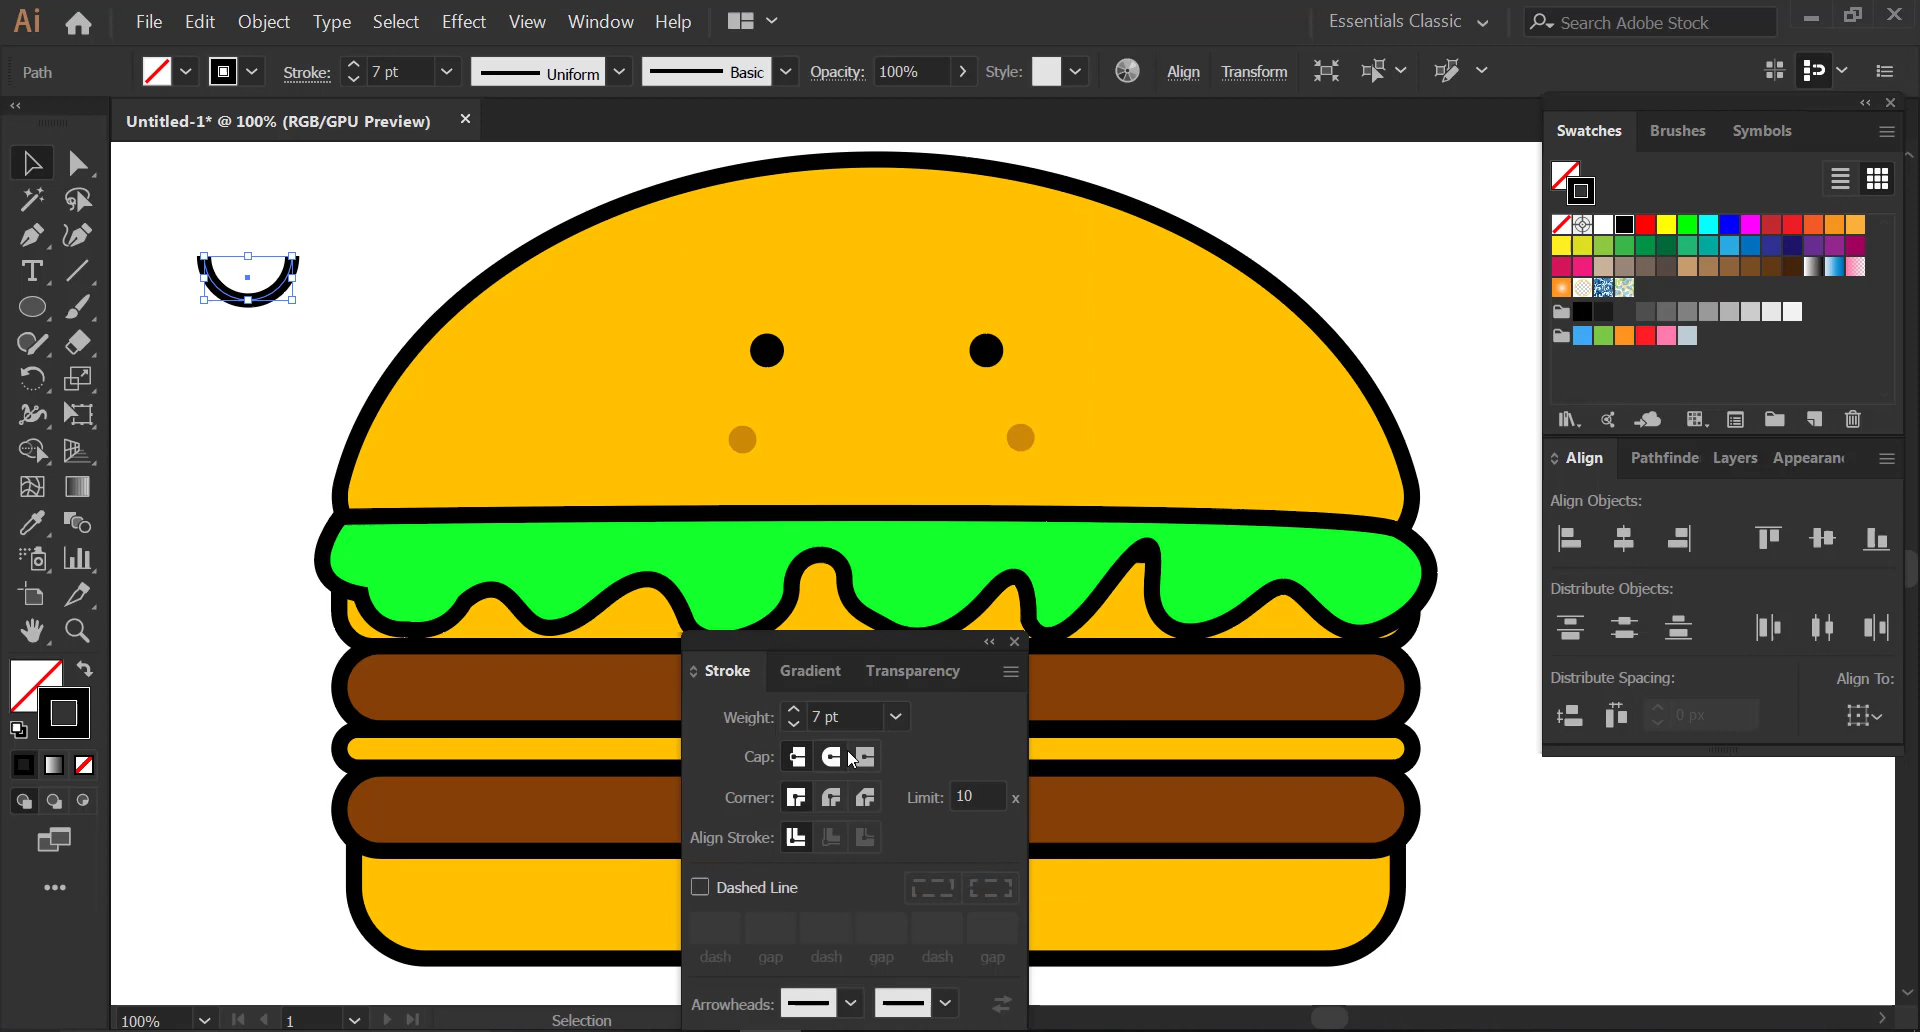 Ai File Edit Object Type Select Effect View Window Help Essentials Classic Search Adobe Stock
Path Stroke: 7 pt Uniform Basic Opacity: 100% Style: Align Transform
Untitled-1* @ 100% (RGB/GPU Preview)
Swatches Brushes Symbols
Align Pathfinde Layers Appearan
Align Objects:
Distribute Objects:
Distribute Spacing: Align To:
0 px
Stroke Gradient Transparency
Weight: 7 pt
Cap:
Corner: Limit: 10 x
Align Stroke:
Dashed Line
dash gap dash gap dash gap
Arrowheads:
100% 1 Selection